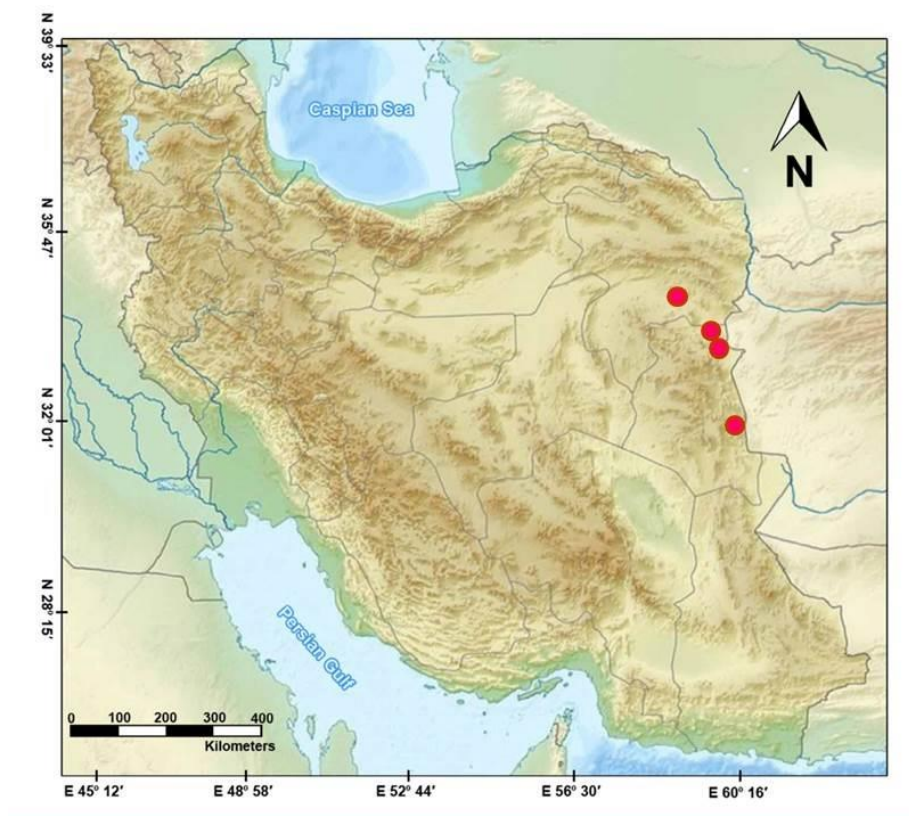 N 39° 33′
Caspian Sea
N
N 35° 47′
N 32° 01′
N 28° 15′
Persian Gulf
0 100 200 300 400
Kilometers
E 45° 12′ E 48° 58′ E 52° 44′ E 56° 30′ E 60° 16′